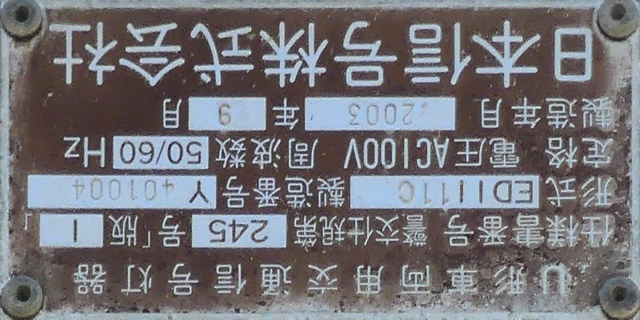 U形車両用交通信号灯器
仕様書番号 警交仕規第 245 号「版 1 」
形式 ED1111C 製造番号 Y401004
定格 電圧AC100V 周波数 50/60 Hz
製造年月 2003 年 9 月
日本信号株式会社